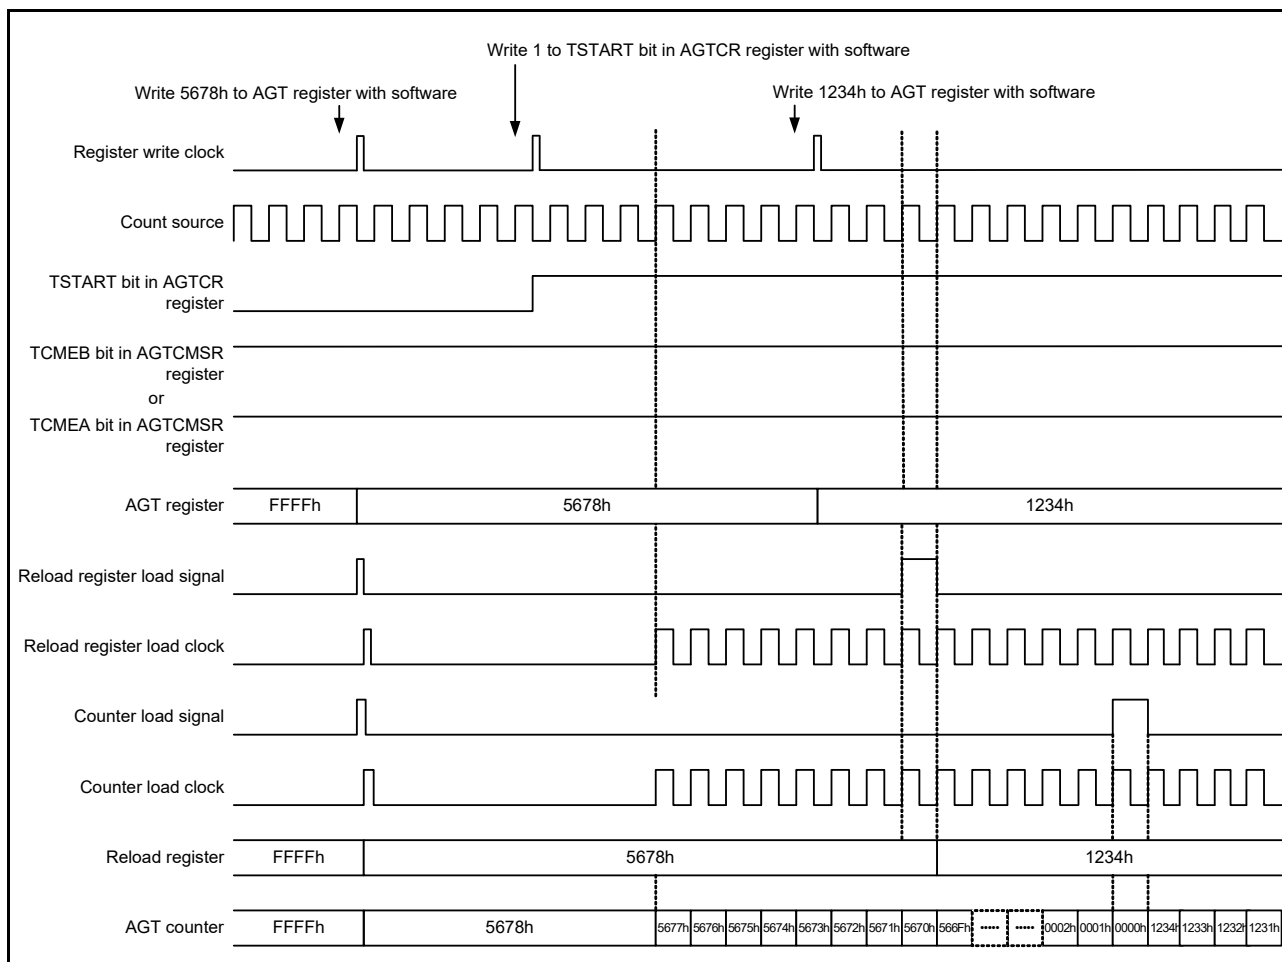 Write 1 to TSTART bit in AGTCR register with software
Write 5678h to AGT register with software
Write 1234h to AGT register with software
Register write clock
Count source
TSTART bit in AGTCR
register
TCMEB bit in AGTCMSR
register
or
TCMEA bit in AGTCMSR
register
AGT register FFFFh 5678h 1234h
Reload register load signal
Reload register load clock
Counter load signal
Counter load clock
Reload register FFFFh 5678h 1234h
AGT counter FFFFh 5678h 5677h 5676h 5675h 5674h 5673h 5672h 5671h 5670h 566Fh ····· ····· 0002h 0001h 0000h 1234h 1233h 1232h 1231h